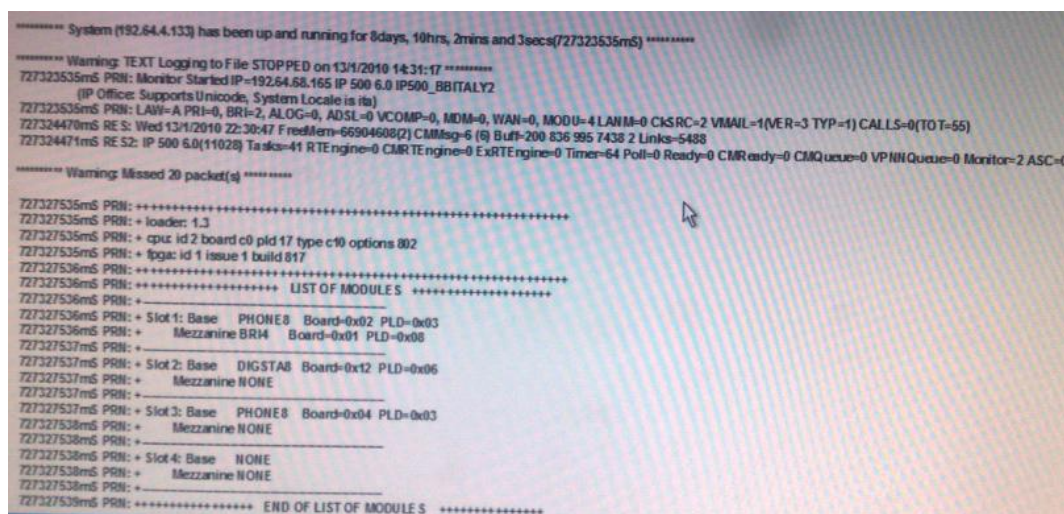 ********** System (192.64.4.133) has been up and running for 8days, 10hrs, 2mins and 3secs(727323535mS) **********
********** Warning: TEXT Logging to File STOPPED on 13/1/2010 14:31:17 **********
727323535mS PRN: Monitor Started IP=192.64.68.165 IP 500 6.0 IP500_BBITALY2
(IP Office: Supports Unicode, System Locale is ita)
727323535mS PRN: LAW=A PRI=0, BRI=2, ALOG=0, ADSL=0 VCOMP=0, MDM=0, WAN=0, MODU=4 LANM=0 CkSRC=2 VMAIL=1(VER=3 TYP=1) CALLS=0(TOT=55)
727324470mS RES: Wed 13/1/2010 22:30:47 FreeMem=66904608(2) CMMsg=6 (6) Buff=200 836 995 7438 2 Links=5488
727324471mS RES2: IP 500 6.0(11028) Tasks=41 RTEngine=0 CMRTEngine=0 ExRTEngine=0 Timer=64 Poll=0 Ready=0 CMReady=0 CMQueue=0 VPNNQueue=0 Monitor=2 ASC=0
********** Warning: Missed 20 packet(s) **********
727327535mS PRN: +++++++++++++++++++++++++++++++++++++++++++++++++++++++++++++
727327535mS PRN: + loader: 1.3
727327535mS PRN: + cpu: id 2 board c0 pld 17 type c10 options 802
727327535mS PRN: + fpga: id 1 issue 1 build 817
727327536mS PRN: +++++++++++++++++++++++++++++++++++++++++++++++++++++++++++++
727327536mS PRN: ++++++++++++++++++++ LIST OF MODULES ++++++++++++++++++++
727327536mS PRN: +----------------------------------------------
727327536mS PRN: + Slot 1: Base PHONE8 Board=0x02 PLD=0x03
727327536mS PRN: + Mezzanine BRI4 Board=0x01 PLD=0x08
727327537mS PRN: +----------------------------------------------
727327537mS PRN: + Slot 2: Base DIGSTA8 Board=0x12 PLD=0x06
727327537mS PRN: + Mezzanine NONE
727327537mS PRN: +----------------------------------------------
727327537mS PRN: + Slot 3: Base PHONE8 Board=0x04 PLD=0x03
727327538mS PRN: + Mezzanine NONE
727327538mS PRN: +----------------------------------------------
727327538mS PRN: + Slot 4: Base NONE
727327538mS PRN: + Mezzanine NONE
727327538mS PRN: +----------------------------------------------
727327539mS PRN: +++++++++++++++++ END OF LIST OF MODULES +++++++++++++++